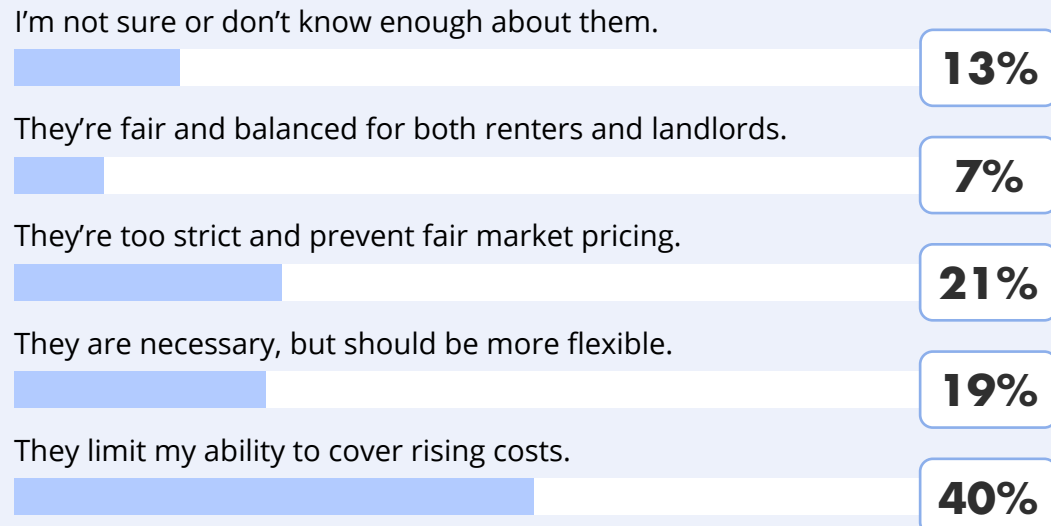 I’m not sure or don’t know enough about them.
13%
They’re fair and balanced for both renters and landlords.
7%
They’re too strict and prevent fair market pricing.
21%
They are necessary, but should be more flexible.
19%
They limit my ability to cover rising costs.
40%